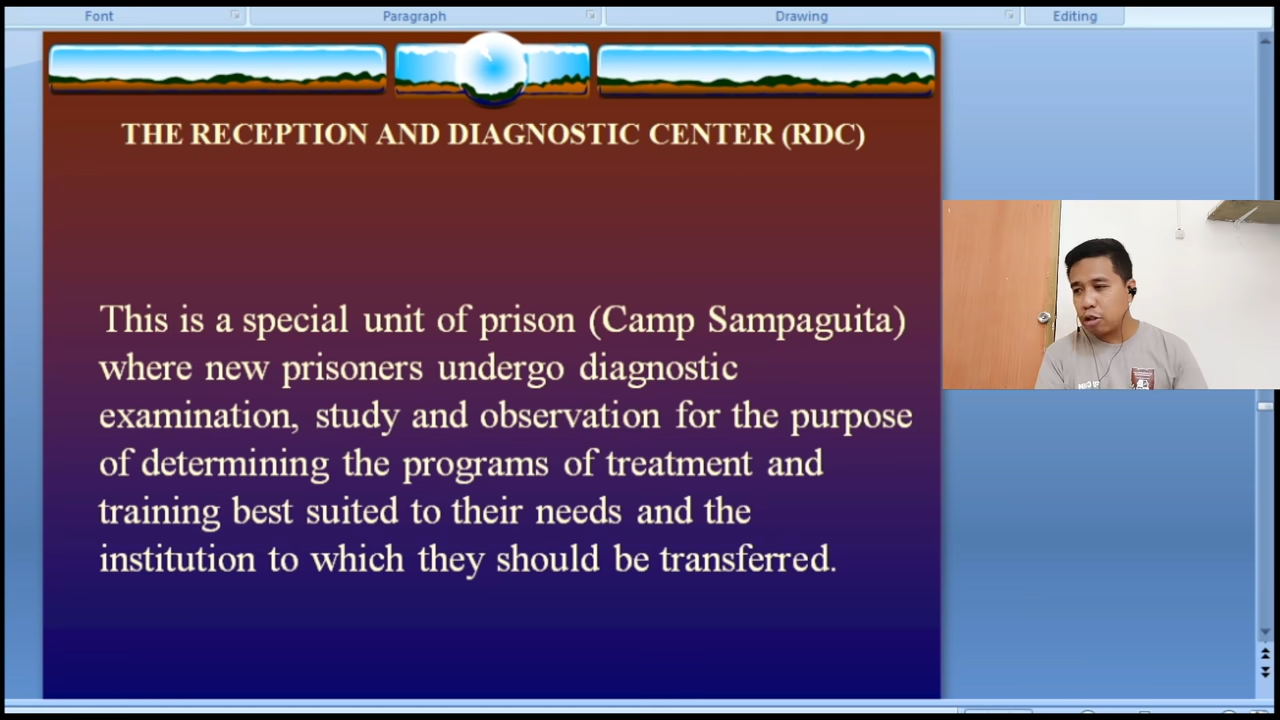 Font
Paragraph
Drawing
Editing
THE RECEPTION AND DIAGNOSTIC CENTER (RDC)
This is a special unit of prison (Camp Sampaguita)
where new prisoners undergo diagnostic
examination, study and observation for the purpose
of determining the programs of treatment and
training best suited to their needs and the
institution to which they should be transferred.